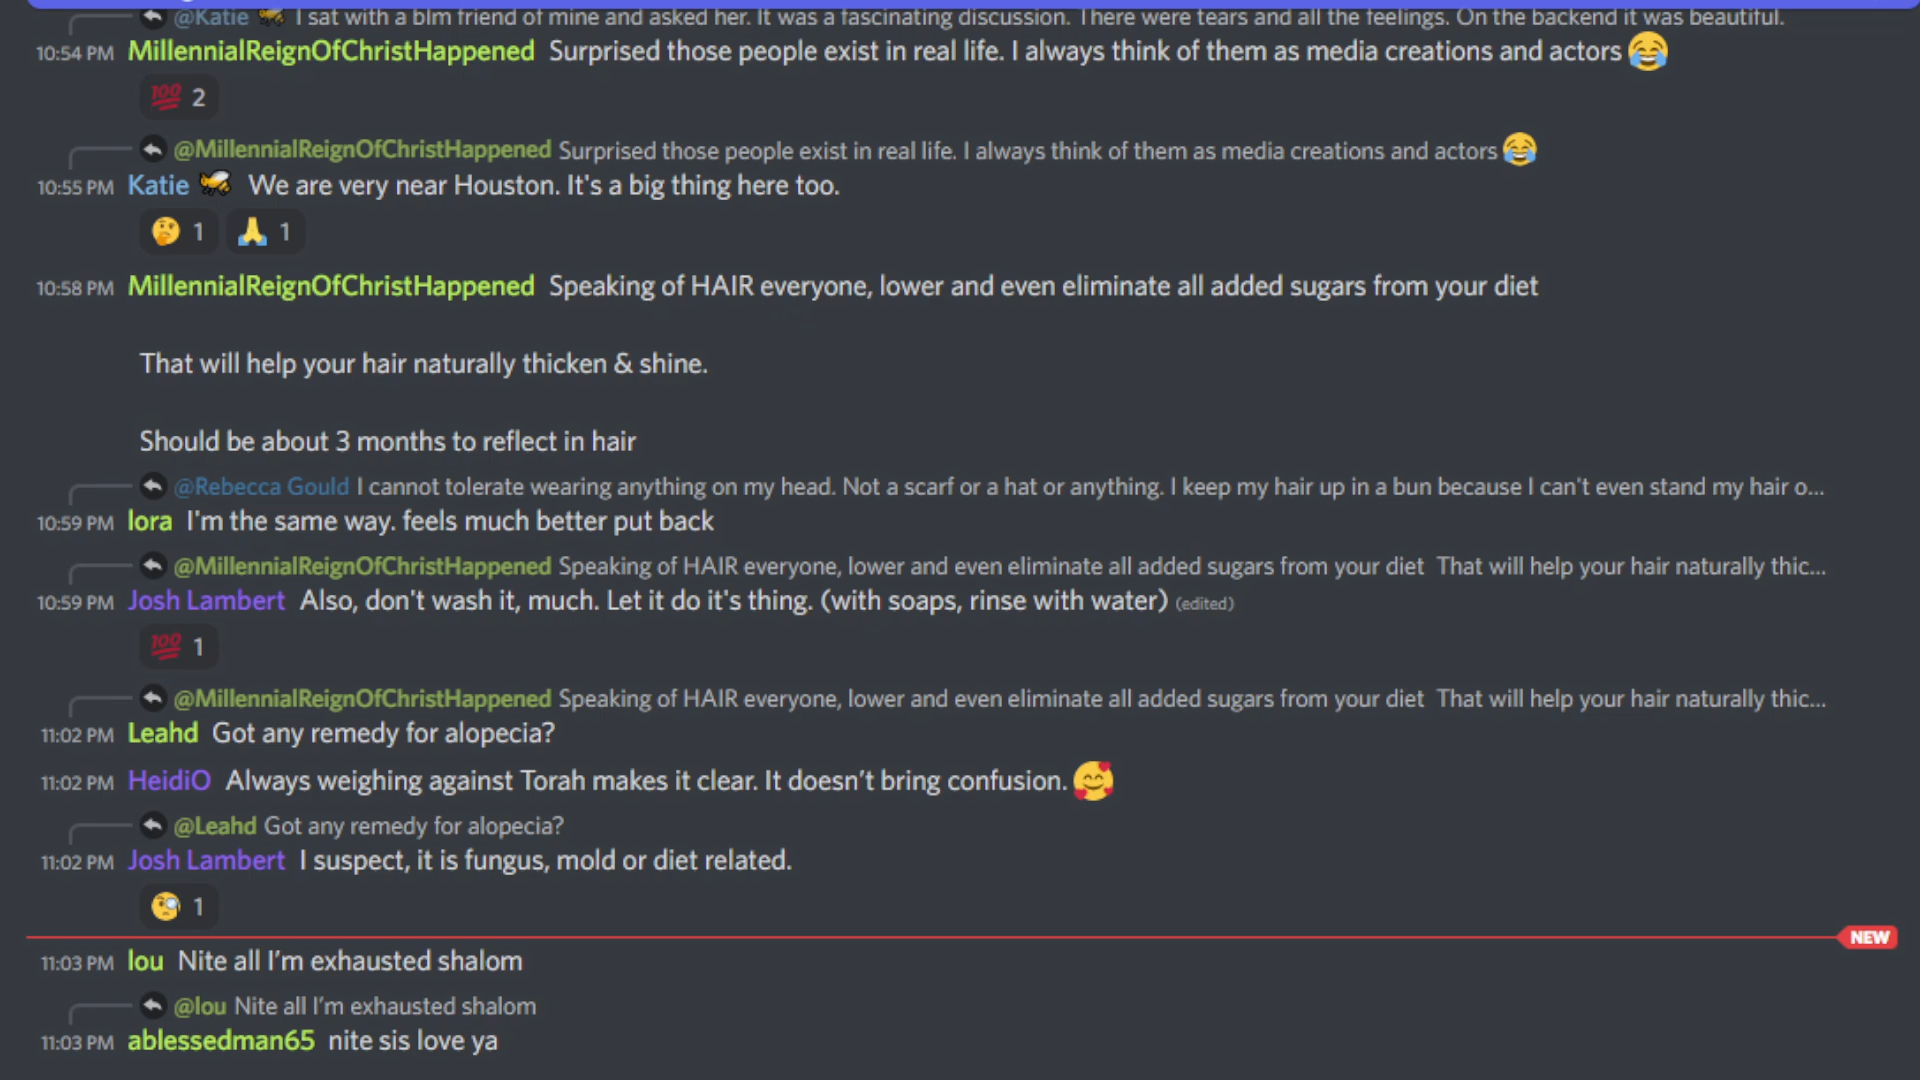 @Katie I sat with a blm friend of mine and asked her. It was a fascinating discussion. There were tears and all the feelings. On the backend it was beautiful.
10:54 PM MillennialReignOfChristHappened Surprised those people exist in real life. I always think of them as media creations and actors 😂
💯 2
@MillennialReignOfChristHappened Surprised those people exist in real life. I always think of them as media creations and actors 😂
10:55 PM Katie 🐝 We are very near Houston. It's a big thing here too.
🤔 1 🙏 1
10:58 PM MillennialReignOfChristHappened Speaking of HAIR everyone, lower and even eliminate all added sugars from your diet
That will help your hair naturally thicken & shine.
Should be about 3 months to reflect in hair
@Rebecca Gould I cannot tolerate wearing anything on my head. Not a scarf or a hat or anything. I keep my hair up in a bun because I can't even stand my hair o...
10:59 PM lora I'm the same way. feels much better put back
@MillennialReignOfChristHappened Speaking of HAIR everyone, lower and even eliminate all added sugars from your diet That will help your hair naturally thic...
10:59 PM Josh Lambert Also, don't wash it, much. Let it do it's thing. (with soaps, rinse with water) (edited)
💯 1
@MillennialReignOfChristHappened Speaking of HAIR everyone, lower and even eliminate all added sugars from your diet That will help your hair naturally thic...
11:02 PM Leahd Got any remedy for alopecia?
11:02 PM HeidiO Always weighing against Torah makes it clear. It doesn’t bring confusion. 🥰
@Leahd Got any remedy for alopecia?
11:02 PM Josh Lambert I suspect, it is fungus, mold or diet related.
🧐 1
NEW
11:03 PM lou Nite all I’m exhausted shalom
@lou Nite all I’m exhausted shalom
11:03 PM ablessedman65 nite sis love ya